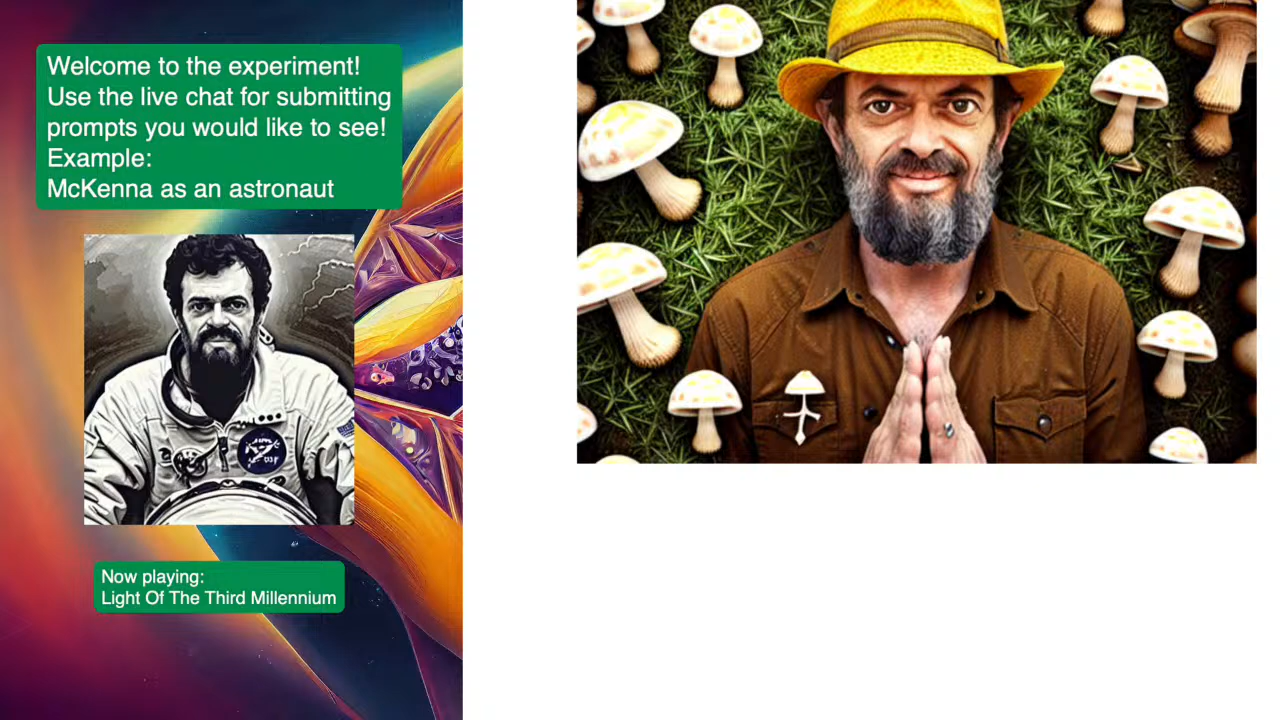 Welcome to the experiment!
Use the live chat for submitting
prompts you would like to see!
Example:
McKenna as an astronaut
Now playing:
Light Of The Third Millennium